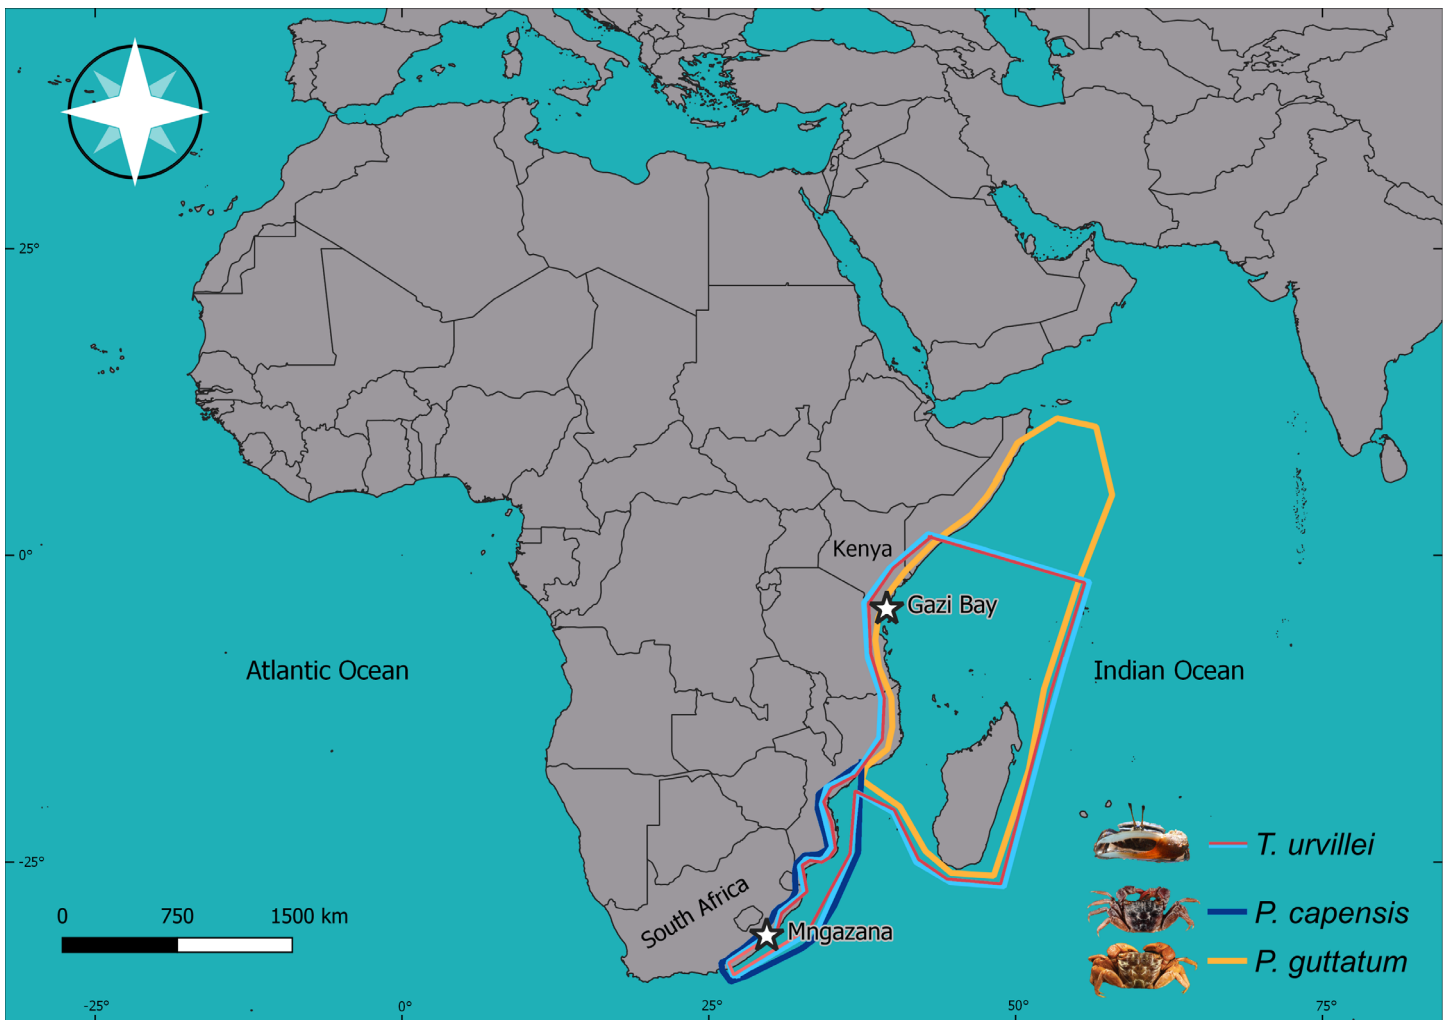 25°
0°
-25°
-25°
0°
25°
50°
75°
Kenya
Gazi Bay
Atlantic Ocean
Indian Ocean
South Africa
Mngazana
0 750 1500 km
T. urvillei
P. capensis
P. guttatum